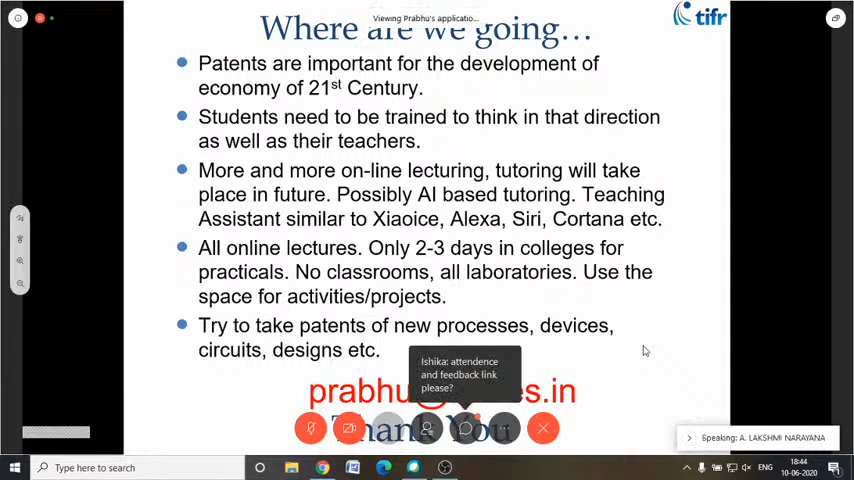 Viewing Prabhu's applicatio...
Where are we going...
tifr
Patents are important for the development of
economy of 21st Century.
Students need to be trained to think in that direction
as well as their teachers.
More and more on-line lecturing, tutoring will take
place in future. Possibly AI based tutoring. Teaching
Assistant similar to Xiaoice, Alexa, Siri, Cortana etc.
All online lectures. Only 2-3 days in colleges for
practicals. No classrooms, all laboratories. Use the
space for activities/projects.
Try to take patents of new processes, devices,
circuits, designs etc.
Ishika: attendence
and feedback link
please?
prabhu es.in
Thank You
Speaking: A. LAKSHMI NARAYANA
Type here to search
ENG
18:44
10-06-2020